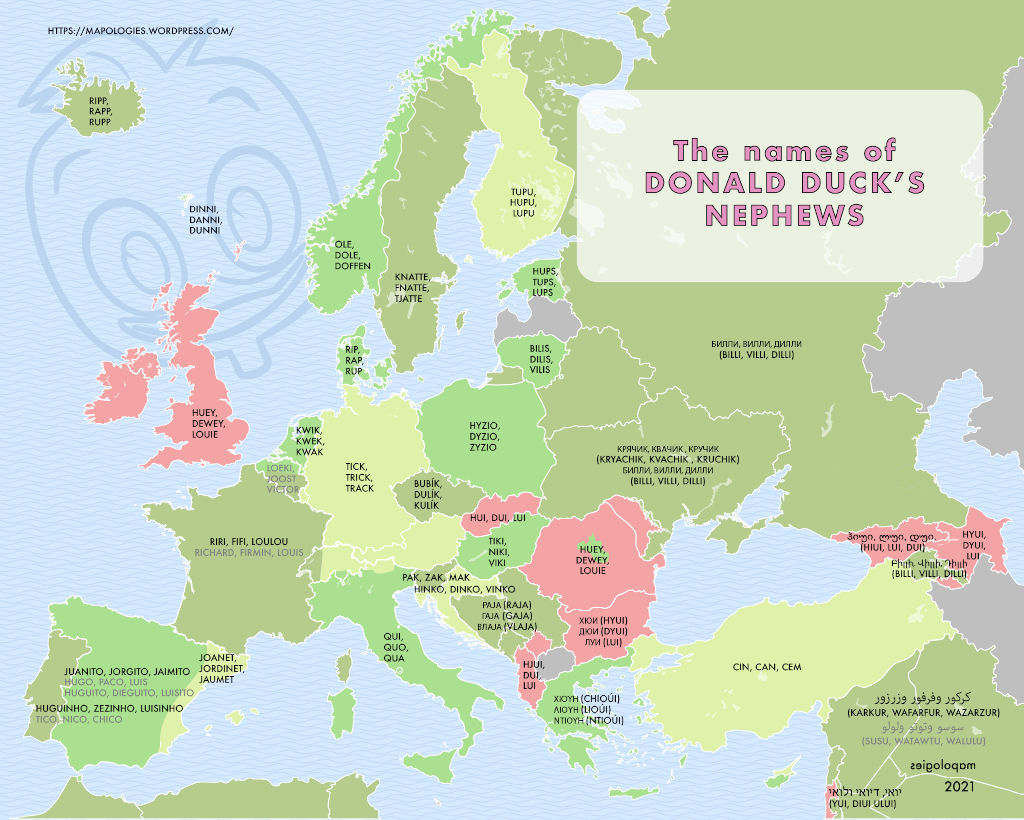 HTTPS://MAPOLOGIES.WORDPRESS.COM/
The names of
DONALD DUCK'S
NEPHEWS
RIPP,
RAPP,
RUPP
DINNI,
DANNI,
DUNNI
OLE,
DOLE,
DOFFEN
KNATTE,
FNATTE,
TJATTE
TUPU,
HUPU,
LUPU
HUPS,
TUPS,
LUPS
BILIS,
DILIS,
VILIS
RIP,
RAP,
RUP
БИЛЛИ, ВИЛЛИ, ДИЛЛИ
(BILLI, VILLI, DILLI)
HUEY,
DEWEY,
LOUIE
KWIK,
KWEK,
KWAK
LOEKI,
JOOST
VICTOR
TICK,
TRICK,
TRACK
HYZIO,
DYZIO,
ZYZIO
КРЯЧИК, КВАЧИК, КРУЧИК
(KRYACHIK, KVACHIK, KRUCHIK)
БИЛЛИ, ВИЛЛИ, ДИЛЛИ
(BILLI, VILLI, DILLI)
BUBÍK,
DULÍK,
KULÍK
HUI, DUI, LUI
TIKI,
NIKI,
VIKI
HUEY,
DEWEY,
LOUIE
RIRI, FIFI, LOULOU
RICHARD, FIRMIN, LOUIS
PAK, ZAK, MAK
HINKO, DINKO, VINKO
РАЈА (RAJA)
ГАЈА (GAJA)
ВЛАЈА (VLAJA)
ХЮИ (HYUI)
ДЮИ (DYUI)
ЛУИ (LUI)
ჰიუი, ლუი, დუი,
(HIUI, LUI, DUI)
HYUI,
DYUI,
LUI
Բիլլի, Վիլլի, Դիլլի
(BILLI, VILLI, DILLI)
QUI,
QUO,
QUA
HJUI,
DUI,
LUI
ΧΙΟΥΗ (CHIOÚI)
ΛΙΟΥΗ (LIOÚI)
ΝΤΙΟΥΗ (NTIOÚI)
CIN, CAN, CEM
JOANET,
JORDINET,
JAUMET
JUANITO, JORGITO, JAIMITO
HUGO, PACO, LUIS
HUGUITO, DIEGUITO, LUISITO
HUGUINHO, ZEZINHO, LUISINHO
TICO, NICO, CHICO
كركور وفرفور وزرزور
(KARKUR, WAFARFUR, WAZARZUR)
سوسو وتوتو ولولو
(SUSU, WATAWTU, WALULU)
mapologies
2021
יואי, דיואי ולואי
(YUI, DIUI ULUI)